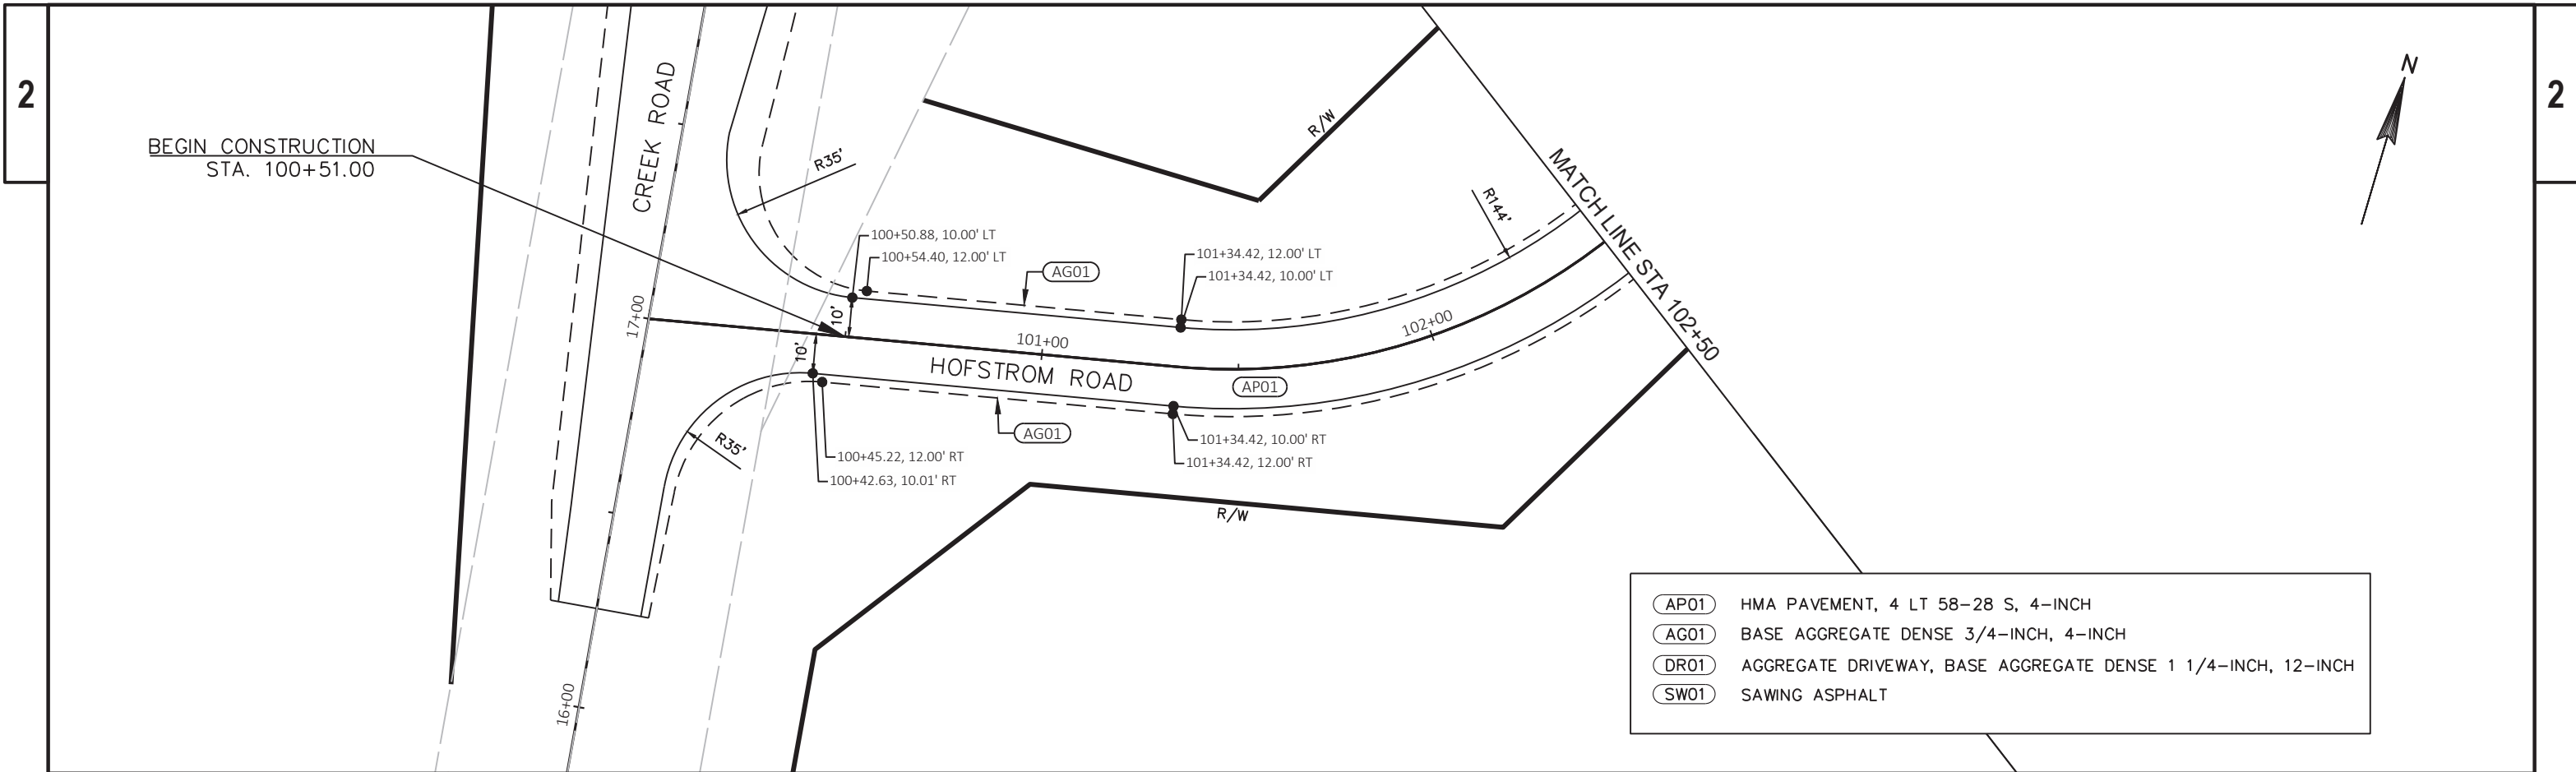 2
2
N
BEGIN CONSTRUCTION
STA. 100+51.00
CREEK ROAD
R35'
R/W
R144'
MATCH LINE STA 102+50
100+50.88, 10.00' LT
100+54.40, 12.00' LT
AG01
101+34.42, 12.00' LT
101+34.42, 10.00' LT
17+00
10'
10'
101+00
102+00
HOFSTROM ROAD
AP01
AG01
R35'
100+45.22, 12.00' RT
100+42.63, 10.01' RT
101+34.42, 10.00' RT
101+34.42, 12.00' RT
R/W
16+00
AP01 HMA PAVEMENT, 4 LT 58-28 S, 4-INCH
AG01 BASE AGGREGATE DENSE 3/4-INCH, 4-INCH
DR01 AGGREGATE DRIVEWAY, BASE AGGREGATE DENSE 1 1/4-INCH, 12-INCH
SW01 SAWING ASPHALT